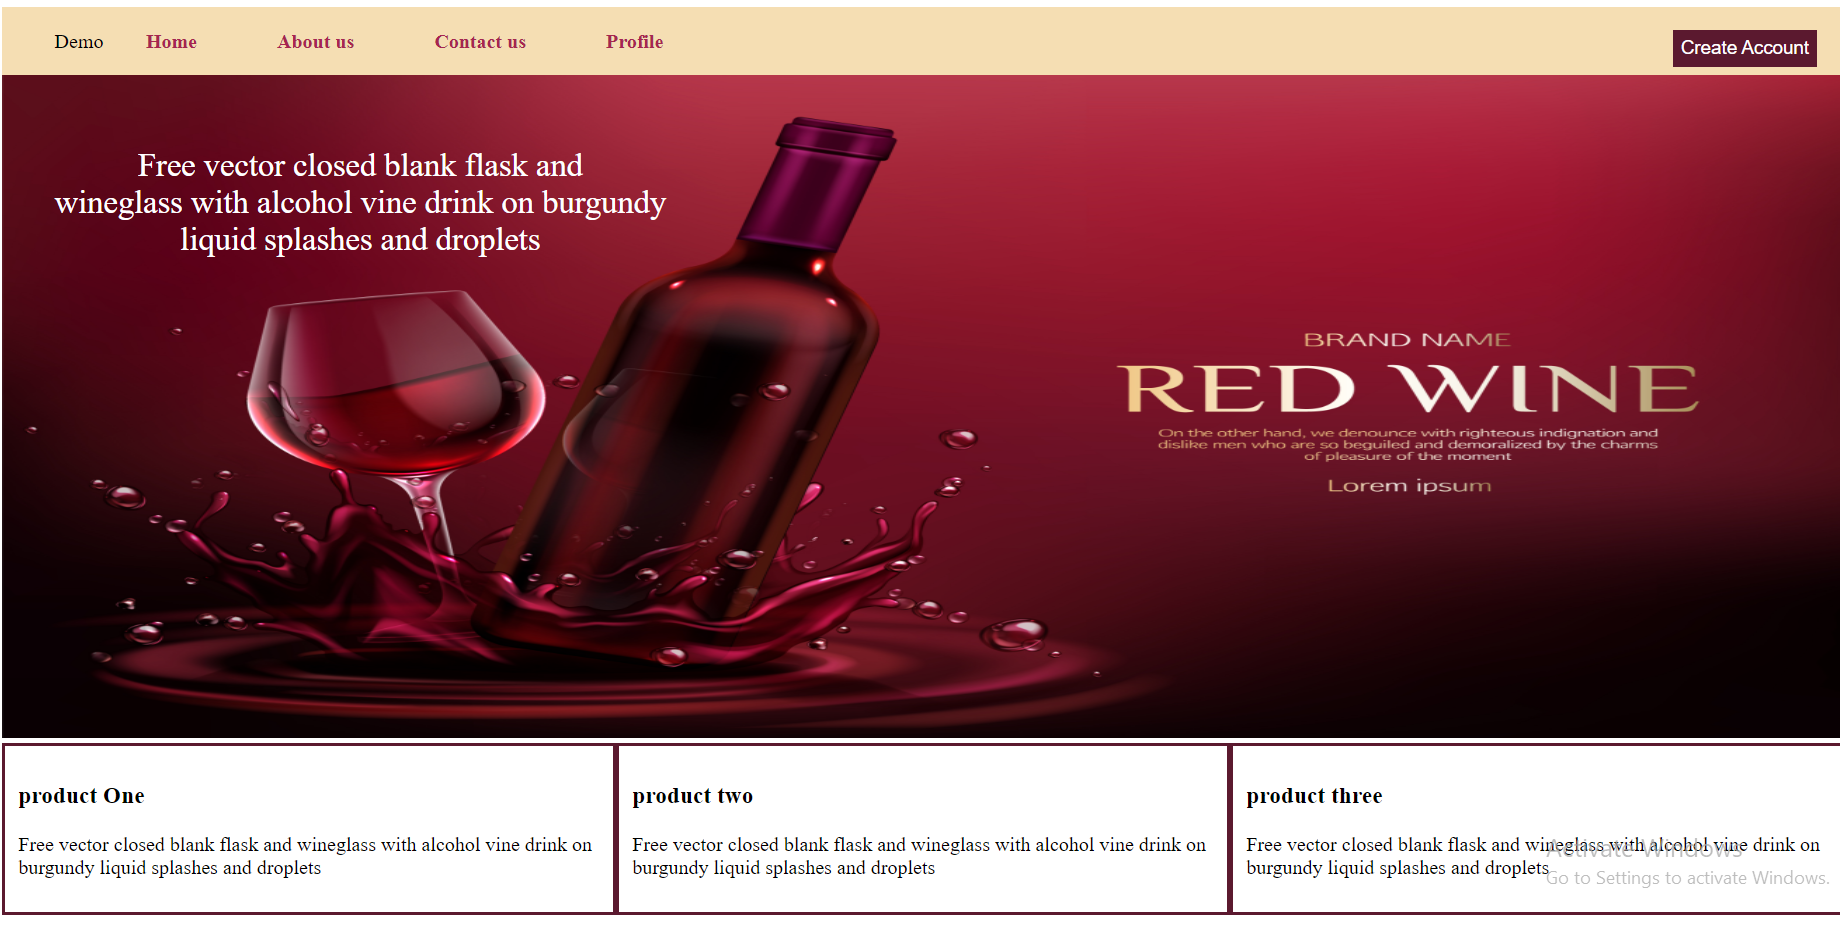 Demo Home About us Contact us Profile Create Account
Free vector closed blank flask and
wineglass with alcohol vine drink on burgundy
liquid splashes and droplets
BRAND NAME
RED WINE
On the other hand, we denounce with righteous indignation and
dislike men who are so beguiled and demoralized by the charms
of pleasure of the moment
Lorem ipsum
product One
Free vector closed blank flask and wineglass with alcohol vine drink on
burgundy liquid splashes and droplets
product two
Free vector closed blank flask and wineglass with alcohol vine drink on
burgundy liquid splashes and droplets
product three
Free vector closed blank flask and wineglass with alcohol vine drink on
burgundy liquid splashes and droplets
Activate Windows
Go to Settings to activate Windows.